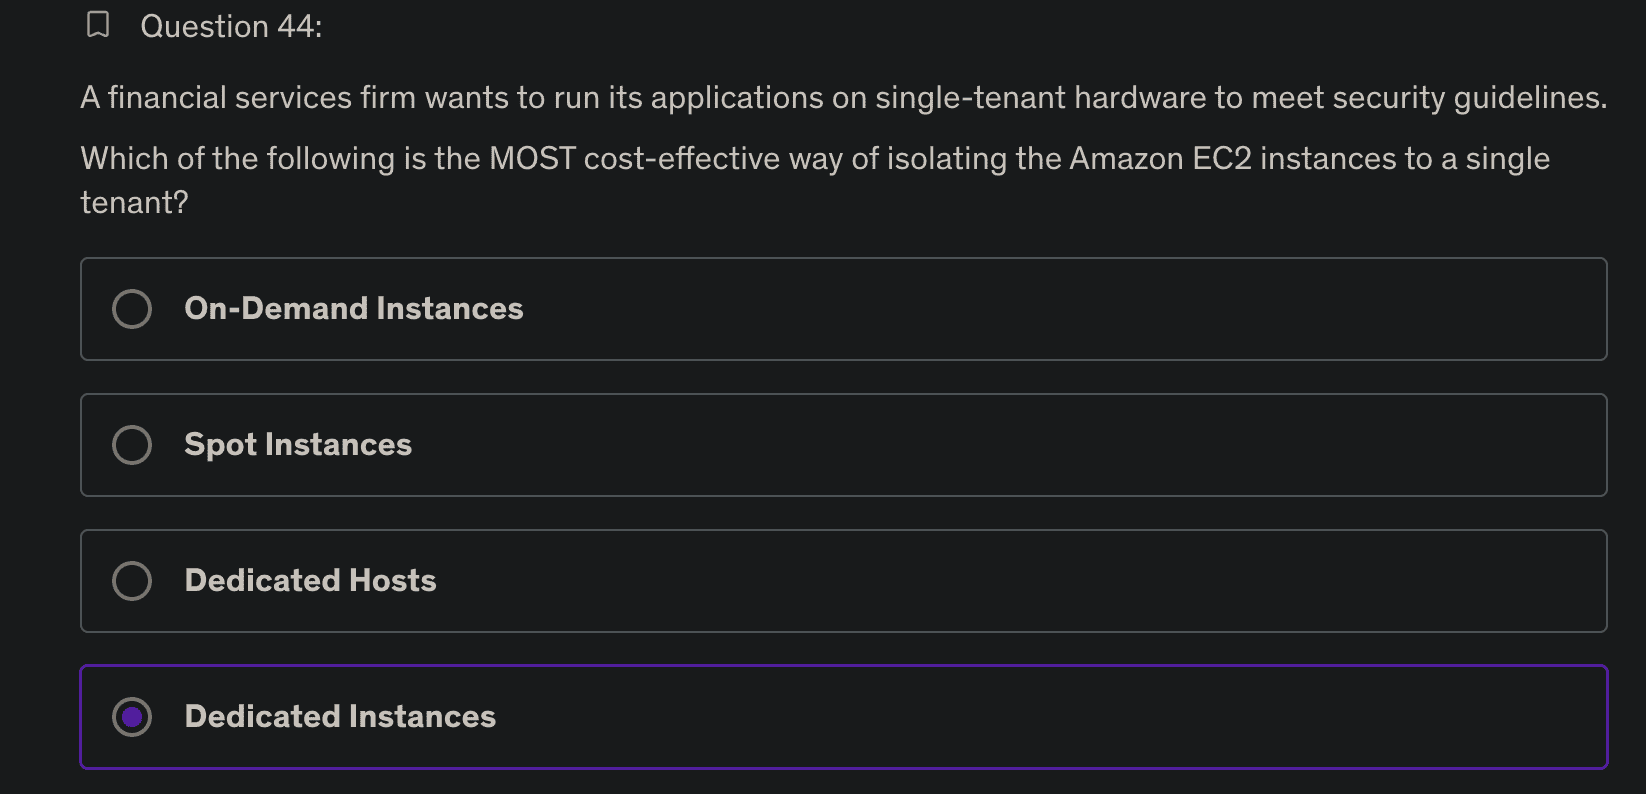 Question 44:
A financial services firm wants to run its applications on single-tenant hardware to meet security guidelines.
Which of the following is the MOST cost-effective way of isolating the Amazon EC2 instances to a single
tenant?
On-Demand Instances
Spot Instances
Dedicated Hosts
Dedicated Instances